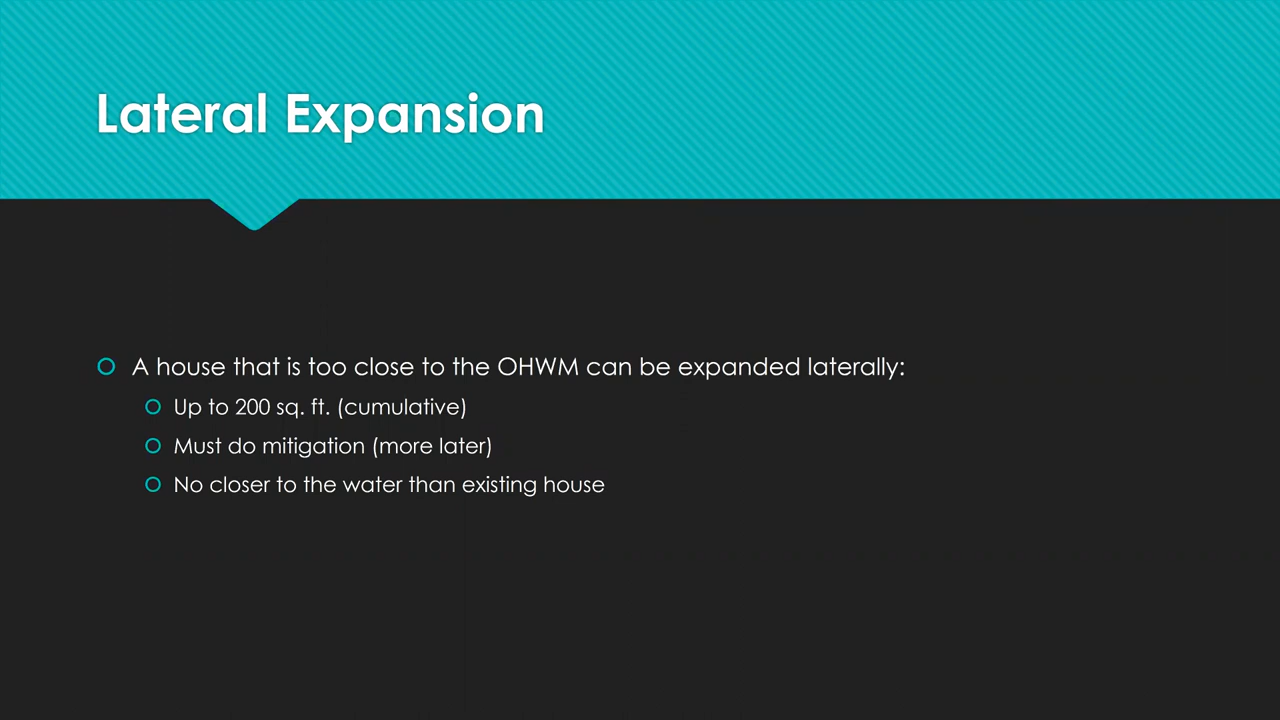 Lateral Expansion
A house that is too close to the OHWM can be expanded laterally:
Up to 200 sq. ft. (cumulative)
Must do mitigation (more later)
No closer to the water than existing house